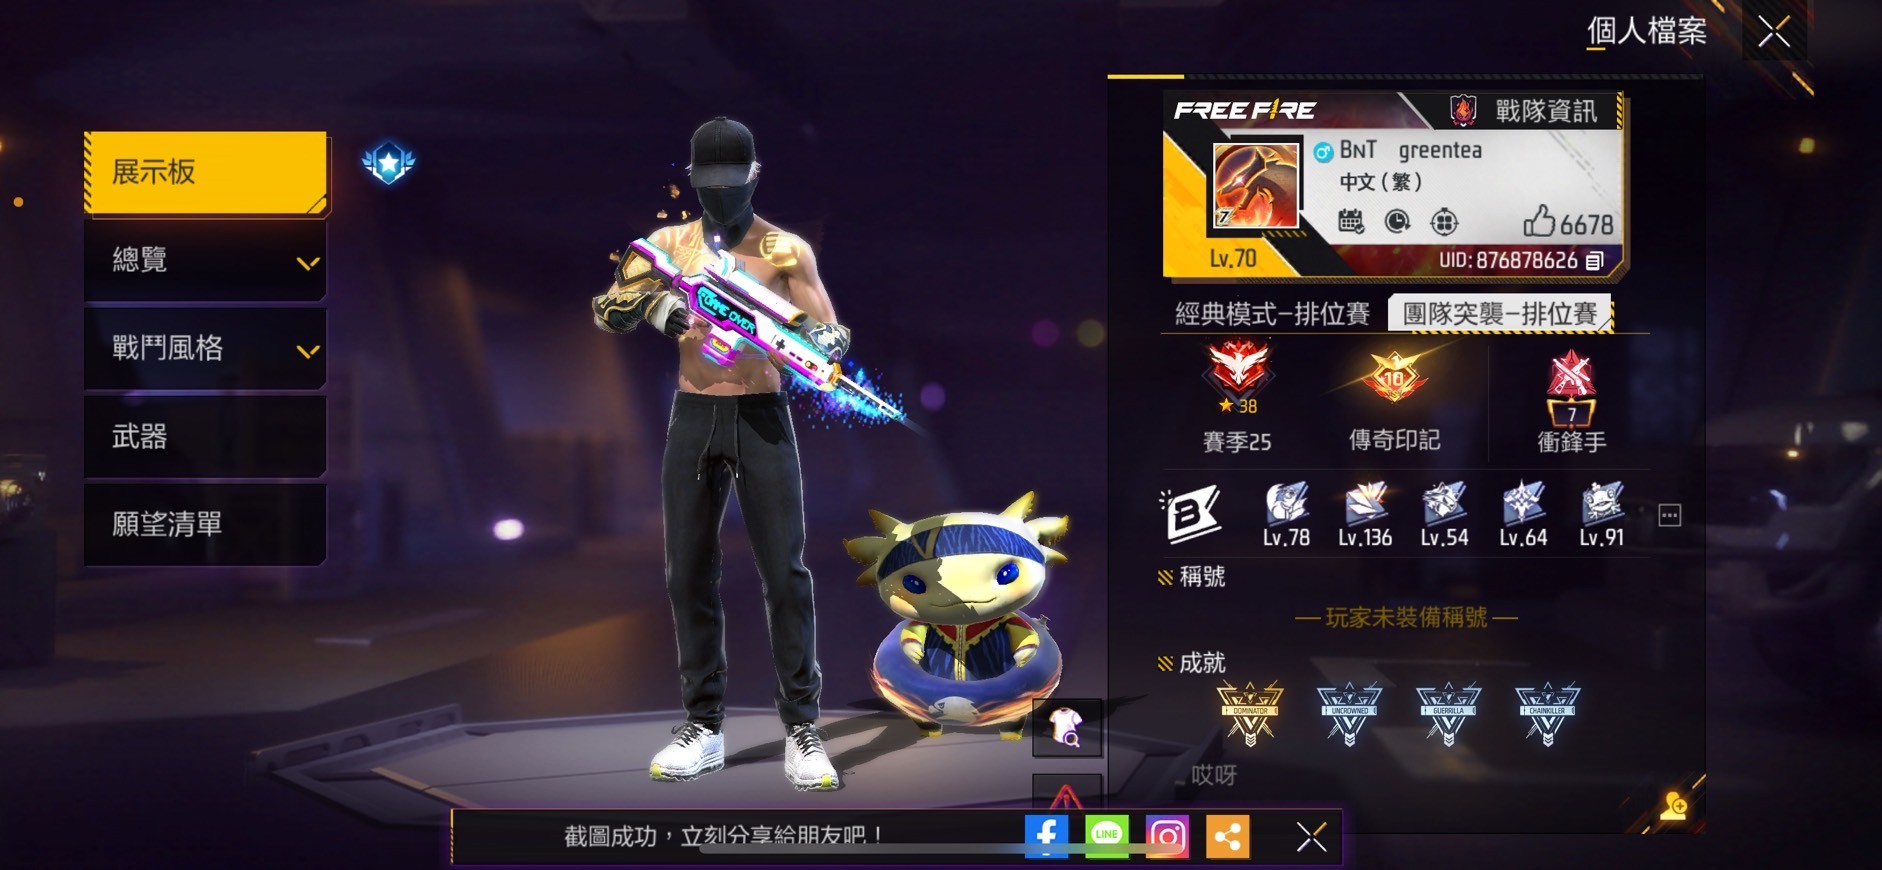 個人檔案
展示板
總覽
戰鬥風格
武器
願望清單
GAME OVER
FREE FIRE
戰隊資訊
BNT greentea
中文(繁)
7
6678
Lv.70
UID:876878626
經典模式-排位賽
團隊突襲-排位賽
10
7
38
賽季25
傳奇印記
衝鋒手
B
Lv.78
Lv.136
Lv.54
Lv.64
Lv.91
稱號
玩家未裝備稱號
成就
DOMINATOR
UNCROWNED
GUERRILLA
CHAINKILLER
哎呀
截圖成功，立刻分享給朋友吧！
LINE